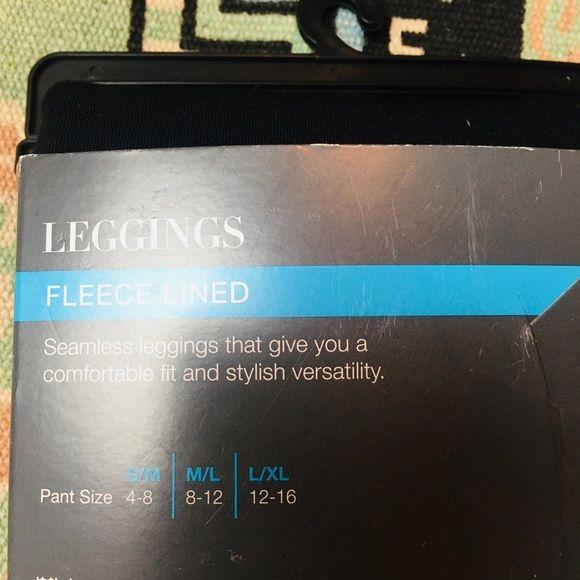 LEGGINGS
FLEECE LINED
Seamless leggings that give you a
comfortable fit and stylish versatility.
S/M M/L L/XL
Pant Size 4-8 8-12 12-16